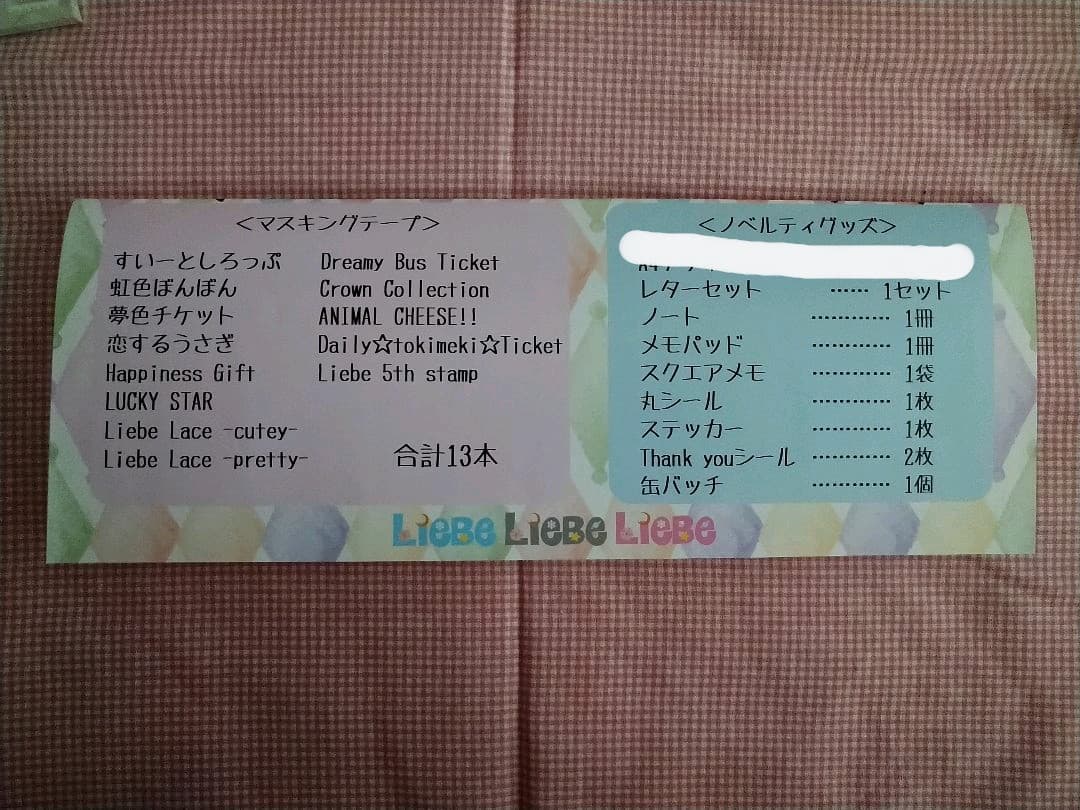 ＜マスキングテープ＞
すいーとしろっぷ
虹色ぼんぼん
夢色チケット
恋するうさぎ
Happiness Gift
LUCKY STAR
Liebe Lace -cutey-
Liebe Lace -pretty-
Dreamy Bus Ticket
Crown Collection
ANIMAL CHEESE!!
Daily☆tokimeki☆Ticket
Liebe 5th stamp
合計13本
＜ノベルティグッズ＞
レターセット …… 1セット
ノート ………… 1冊
メモパッド ………… 1冊
スクエアメモ ………… 1袋
丸シール ………… 1枚
ステッカー ………… 1枚
Thank youシール ………… 2枚
缶バッチ ………… 1個
LieBe LieBe LieBe